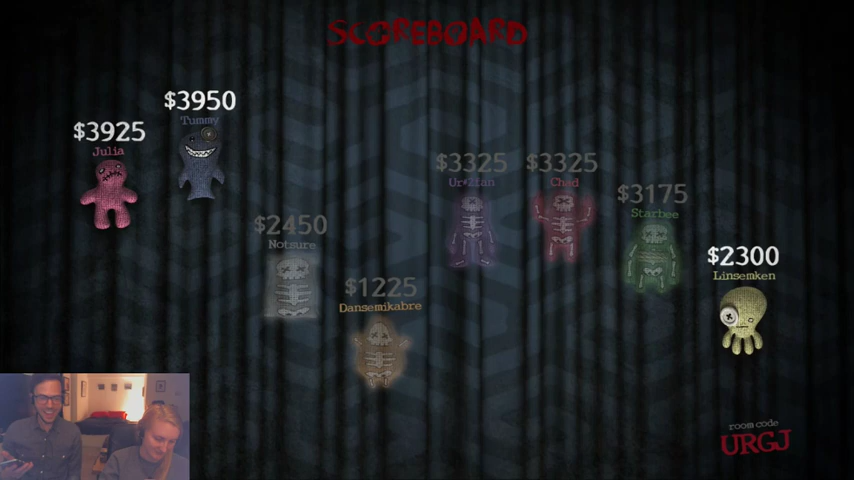 SCOREBOARD
$3950
Tummy
$3925
Julia
$3325
Ur#2fan
$3325
Chad
$3175
Starbee
$2450
Notsure
$2300
Linsemken
$1225
Dansemikabre
room code
URGJ